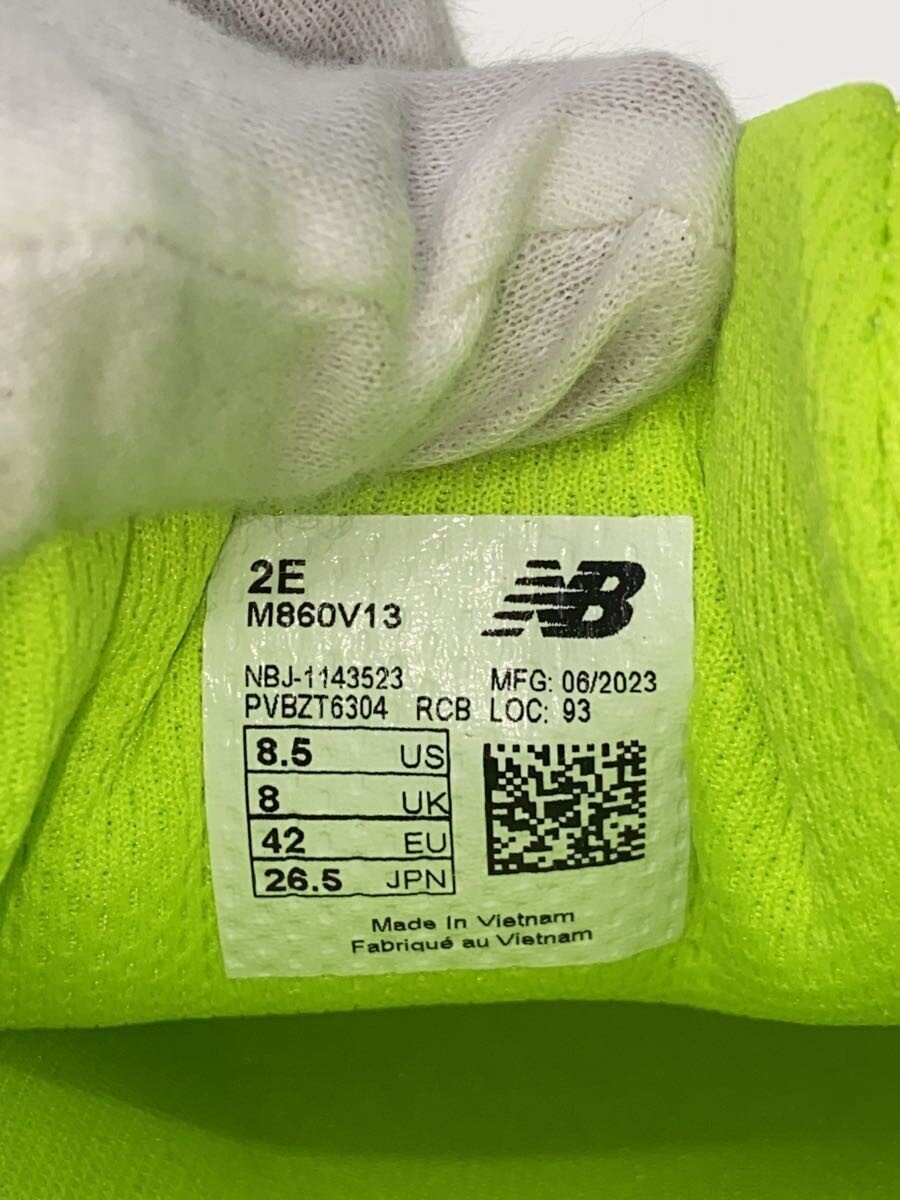 2E
M860V13
NB
NBJ-1143523 MFG: 06/2023
PVBZT6304 RCB LOC: 93
8.5 US
8 UK
42 EU
26.5 JPN
Made In Vietnam
Fabriqué au Vietnam